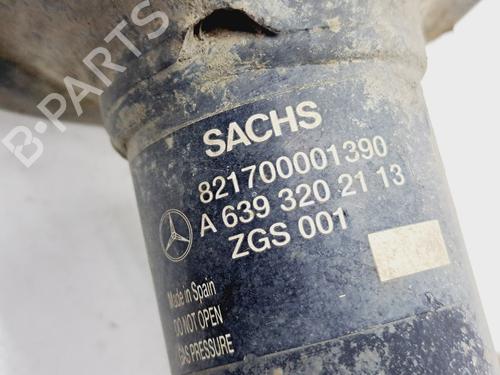 B-PARTS
SACHS
821700001390
A 639 320 21 13
ZGS 001
Made in Spain
DO NOT OPEN
GAS PRESSURE